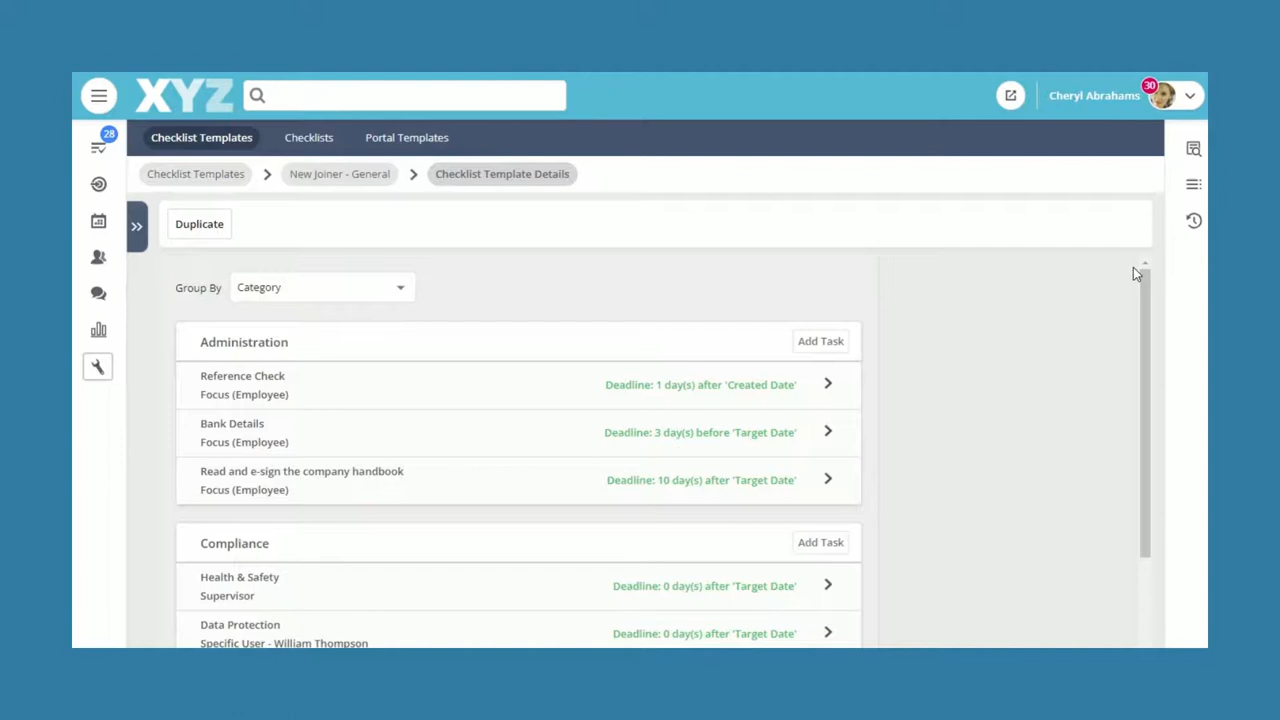 XYZ
Cheryl Abrahams
30
28
Checklist Templates
Checklists
Portal Templates
Checklist Templates
New Joiner - General
Checklist Template Details
Duplicate
Group By
Category
Administration
Add Task
Reference Check
Focus (Employee)
Deadline: 1 day(s) after 'Created Date'
Bank Details
Focus (Employee)
Deadline: 3 day(s) before 'Target Date'
Read and e-sign the company handbook
Focus (Employee)
Deadline: 10 day(s) after 'Target Date'
Compliance
Add Task
Health & Safety
Supervisor
Deadline: 0 day(s) after 'Target Date'
Data Protection
Specific User - William Thompson
Deadline: 0 day(s) after 'Target Date'